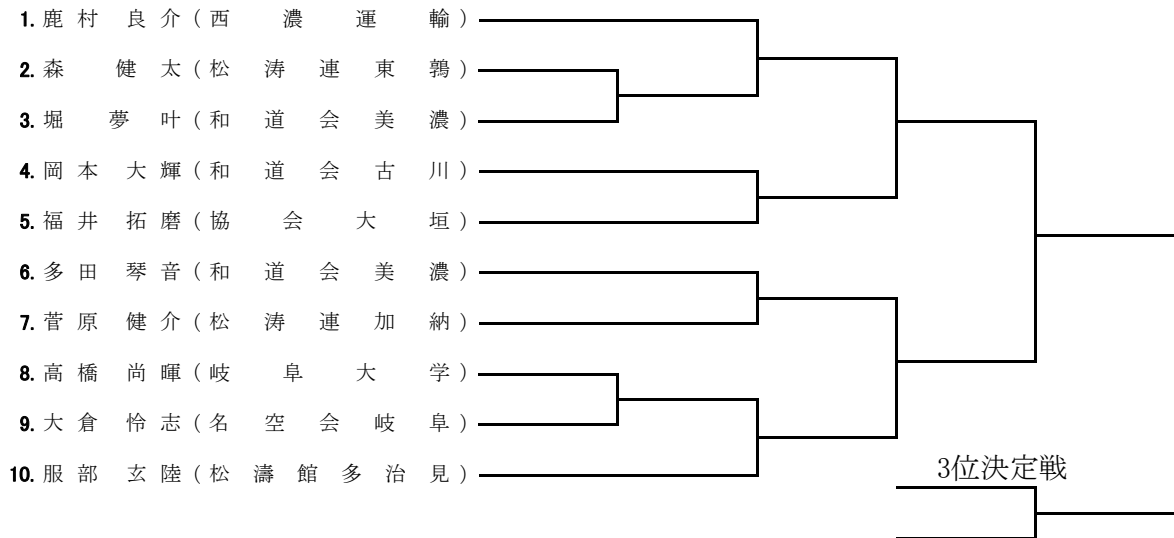 1. 鹿村 良介(西濃運輸)
2. 森 健太(松涛連東鶉)
3. 堀 夢叶(和道会美濃)
4. 岡本 大輝(和道会古川)
5. 福井 拓磨(協会大垣)
6. 多田 琴音(和道会美濃)
7. 菅原 健介(松涛連加納)
8. 高橋 尚暉(岐阜大学)
9. 大倉 怜志(名空会岐阜)
10. 服部 玄陸(松濤館多治見)
3位決定戦